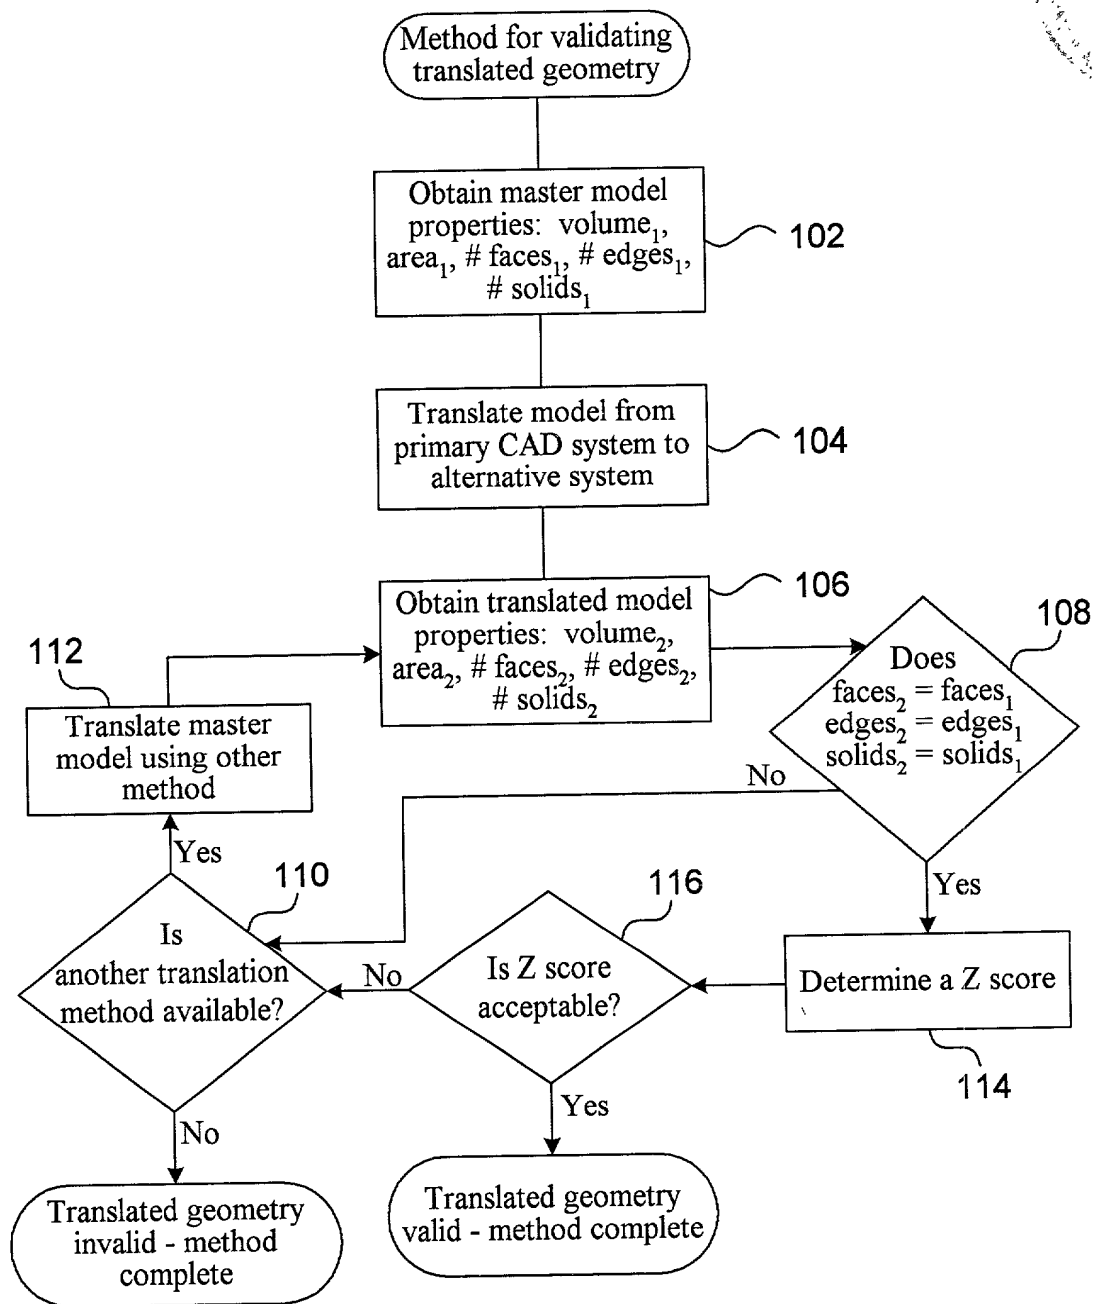 Method for validating
translated geometry
Obtain master model
properties: volume₁,
area₁, # faces₁, # edges₁,
# solids₁
102
Translate model from
primary CAD system to
alternative system
104
Obtain translated model
properties: volume₂,
area₂, # faces₂, # edges₂,
# solids₂
106
Does
faces₂ = faces₁
edges₂ = edges₁
solids₂ = solids₁
108
No
Yes
112
Translate master
model using other
method
Yes
110
Is
another translation
method available?
No
116
Is Z score
acceptable?
No
Determine a Z score
114
Yes
Translated geometry
valid - method complete
Translated geometry
invalid - method
complete